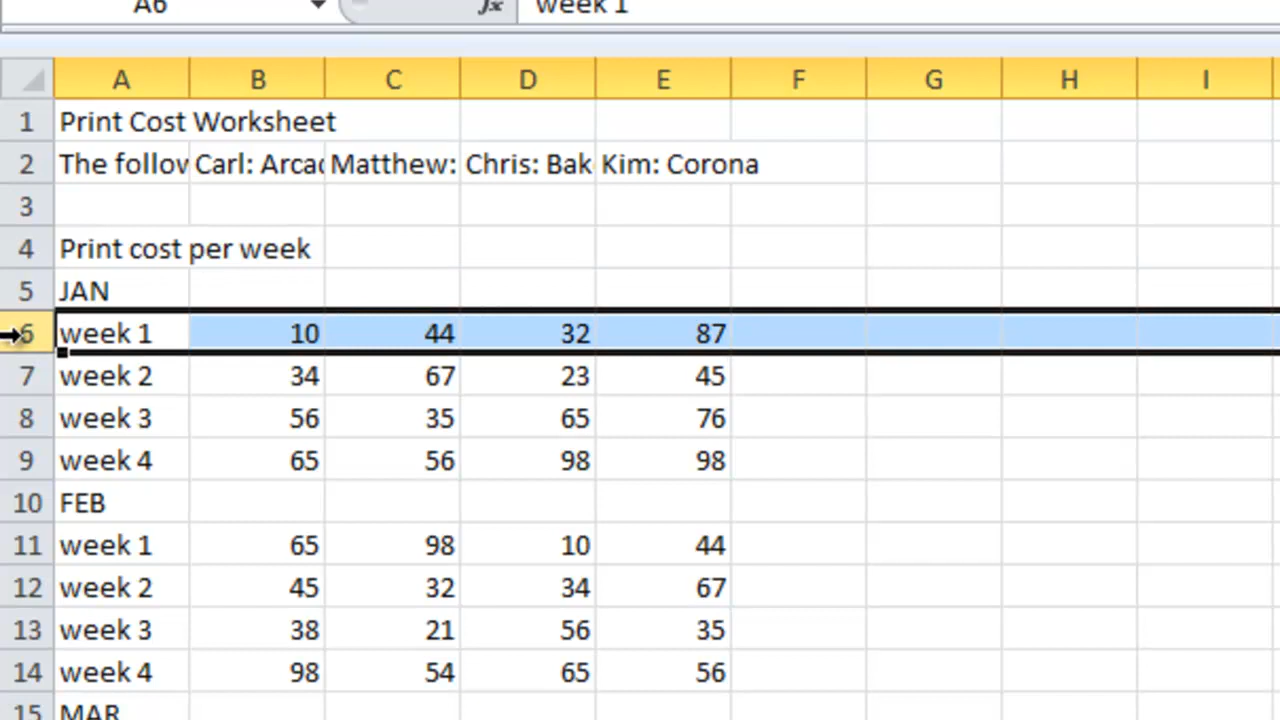 A6 fx week 1
A B C D E F G H I
1 Print Cost Worksheet
2 The follow Carl: Arcad Matthew: Chris: Bak Kim: Corona
3
4 Print cost per week
5 JAN
6 week 1 10 44 32 87
7 week 2 34 67 23 45
8 week 3 56 35 65 76
9 week 4 65 56 98 98
10 FEB
11 week 1 65 98 10 44
12 week 2 45 32 34 67
13 week 3 38 21 56 35
14 week 4 98 54 65 56
15 MAR